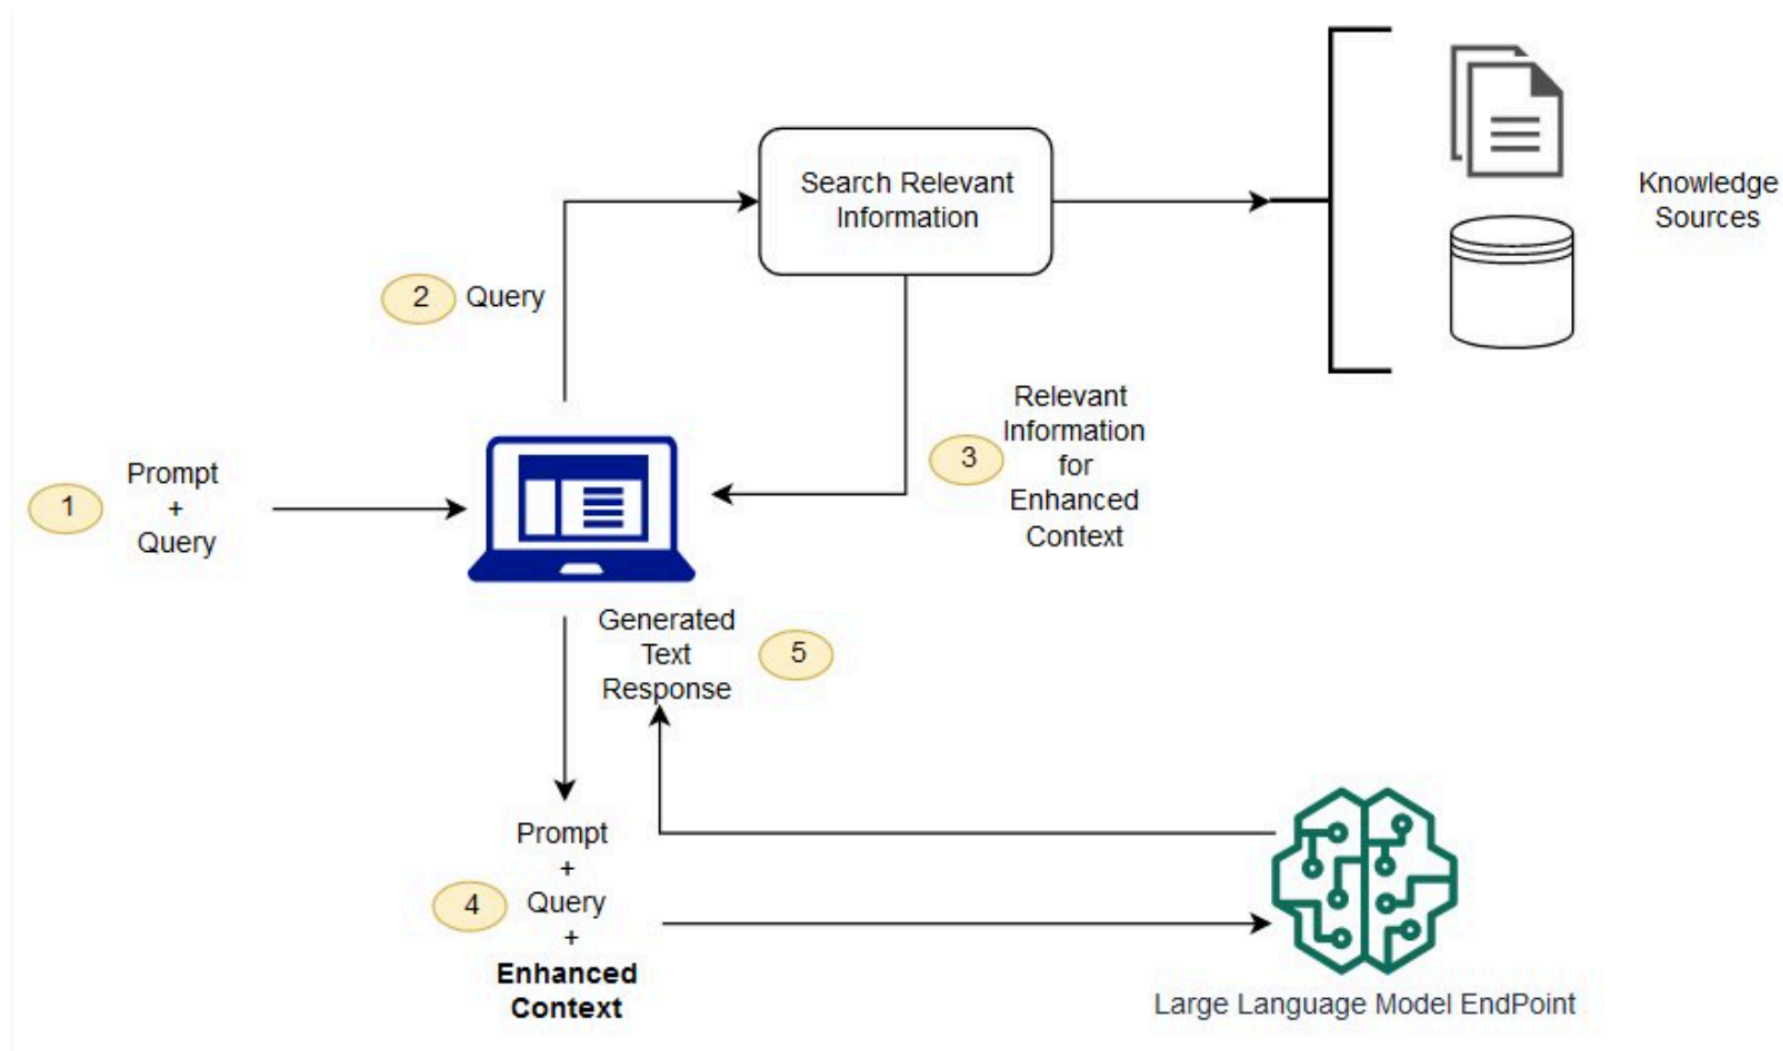 Search Relevant
Information
Knowledge
Sources
2
Query
3
Relevant
Information
for
Enhanced
Context
1
Prompt
+
Query
Generated
Text
Response
5
4
Prompt
+
Query
+
Enhanced
Context
Large Language Model EndPoint